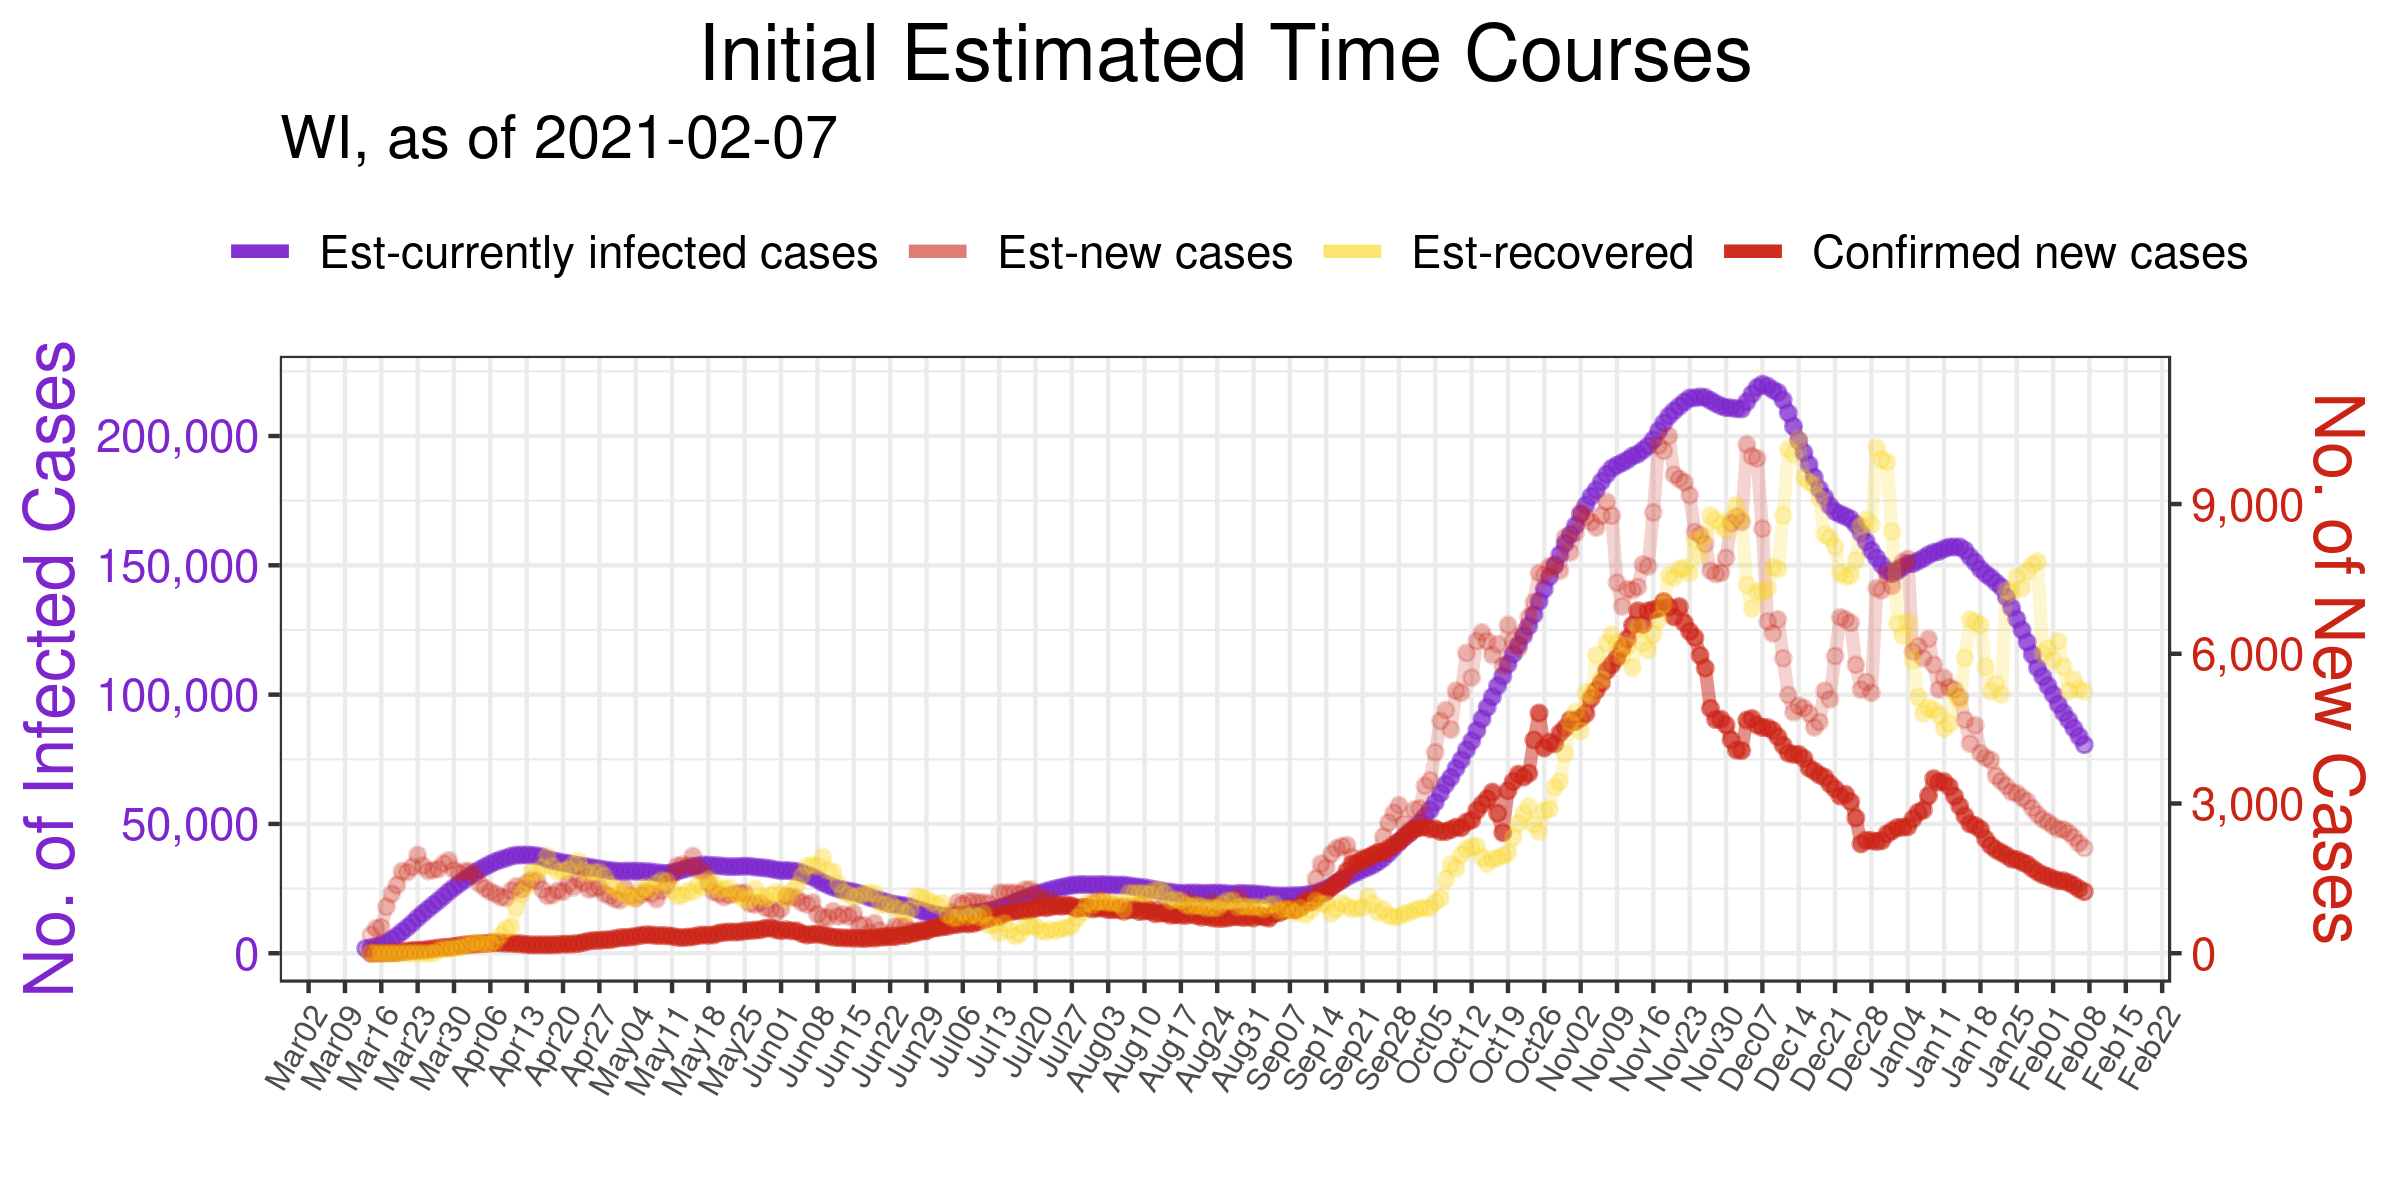 Initial Estimated Time Courses
WI, as of 2021-02-07
Est-currently infected cases Est-new cases Est-recovered Confirmed new cases
No. of Infected Cases
200,000
150,000
100,000
50,000
0
9,000
6,000
3,000
0
No. of New Cases
Mar02 Mar09 Mar16 Mar23 Mar30 Apr06 Apr13 Apr20 Apr27 May04 May11 May18 May25 Jun01 Jun08 Jun15 Jun22 Jun29 Jul06 Jul13 Jul20 Jul27 Aug03 Aug10 Aug17 Aug24 Aug31 Sep07 Sep14 Sep21 Sep28 Oct05 Oct12 Oct19 Oct26 Nov02 Nov09 Nov16 Nov23 Nov30 Dec07 Dec14 Dec21 Dec28 Jan04 Jan11 Jan18 Jan25 Feb01 Feb08 Feb15 Feb22